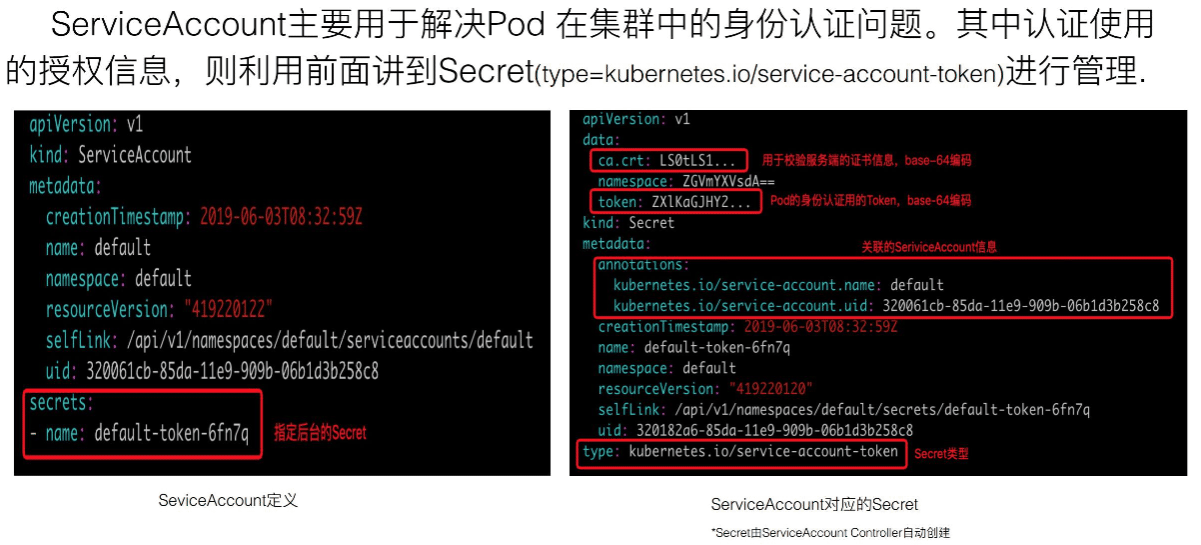 ServiceAccount主要用于解决Pod 在集群中的身份认证问题。其中认证使用
的授权信息，则利用前面讲到Secret(type=kubernetes.io/service-account-token)进行管理.
apiVersion: v1
kind: ServiceAccount
metadata:
creationTimestamp: 2019-06-03T08:32:59Z
name: default
namespace: default
resourceVersion: "419220122"
selfLink: /api/v1/namespaces/default/serviceaccounts/default
uid: 320061cb-85da-11e9-909b-06b1d3b258c8
secrets:
- name: default-token-6fn7q 指定后台的Secret
SeviceAccount定义
apiVersion: v1
data:
ca.crt: LS0tLS1... 用于校验服务端的证书信息，base-64编码
namespace: ZGVmYXVsdA==
token: ZXlKaGJHY2... Pod的身份认证用的Token，base-64编码
kind: Secret
metadata: 关联的SeriviceAccount信息
annotations:
kubernetes.io/service-account.name: default
kubernetes.io/service-account.uid: 320061cb-85da-11e9-909b-06b1d3b258c8
creationTimestamp: 2019-06-03T08:32:59Z
name: default-token-6fn7q
namespace: default
resourceVersion: "419220120"
selfLink: /api/v1/namespaces/default/secrets/default-token-6fn7q
uid: 320182a6-85da-11e9-909b-06b1d3b258c8
type: kubernetes.io/service-account-token Secret类型
ServiceAccount对应的Secret
*Secret由ServiceAccount Controller自动创建